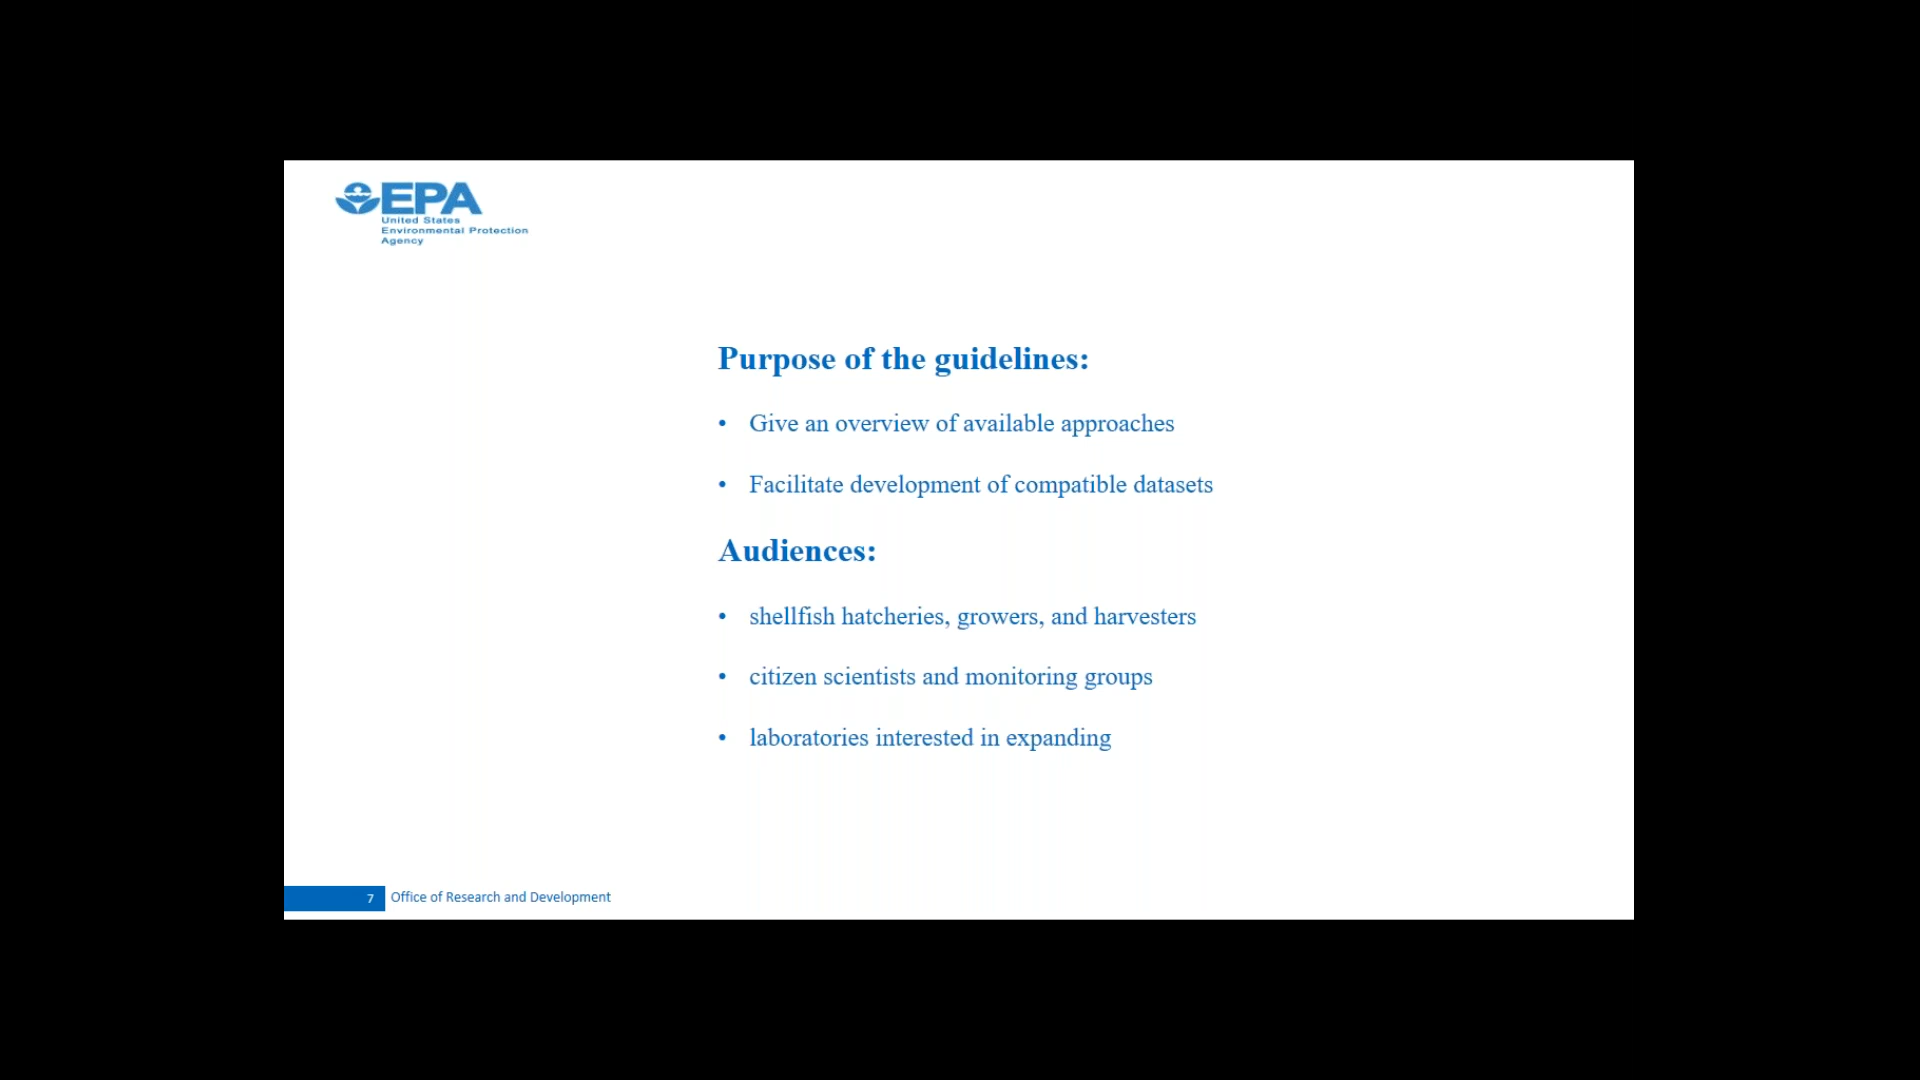 EPA
United States
Environmental Protection
Agency
Purpose of the guidelines:
• Give an overview of available approaches
• Facilitate development of compatible datasets
Audiences:
• shellfish hatcheries, growers, and harvesters
• citizen scientists and monitoring groups
• laboratories interested in expanding
7 Office of Research and Development